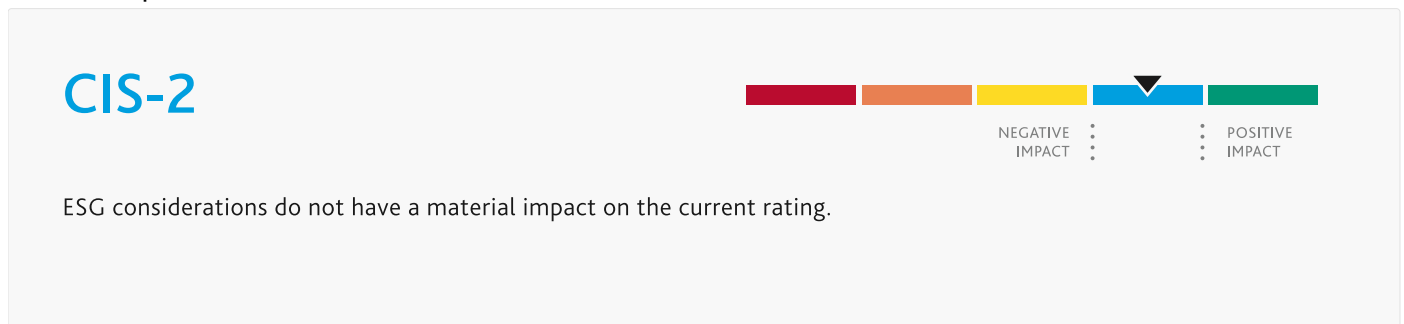 CIS-2
NEGATIVE
IMPACT
POSITIVE
IMPACT
ESG considerations do not have a material impact on the current rating.